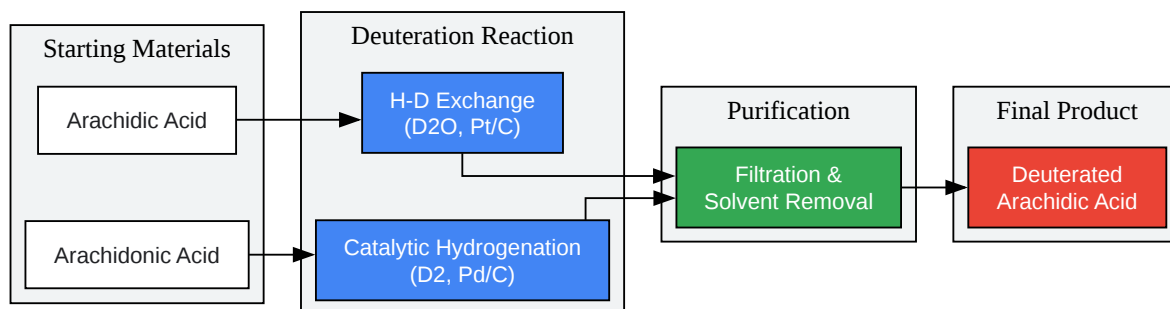 Starting Materials
Arachidic Acid
Arachidonic Acid
Deuteration Reaction
H-D Exchange
(D2O, Pt/C)
Catalytic Hydrogenation
(D2, Pd/C)
Purification
Filtration &
Solvent Removal
Final Product
Deuterated
Arachidic Acid